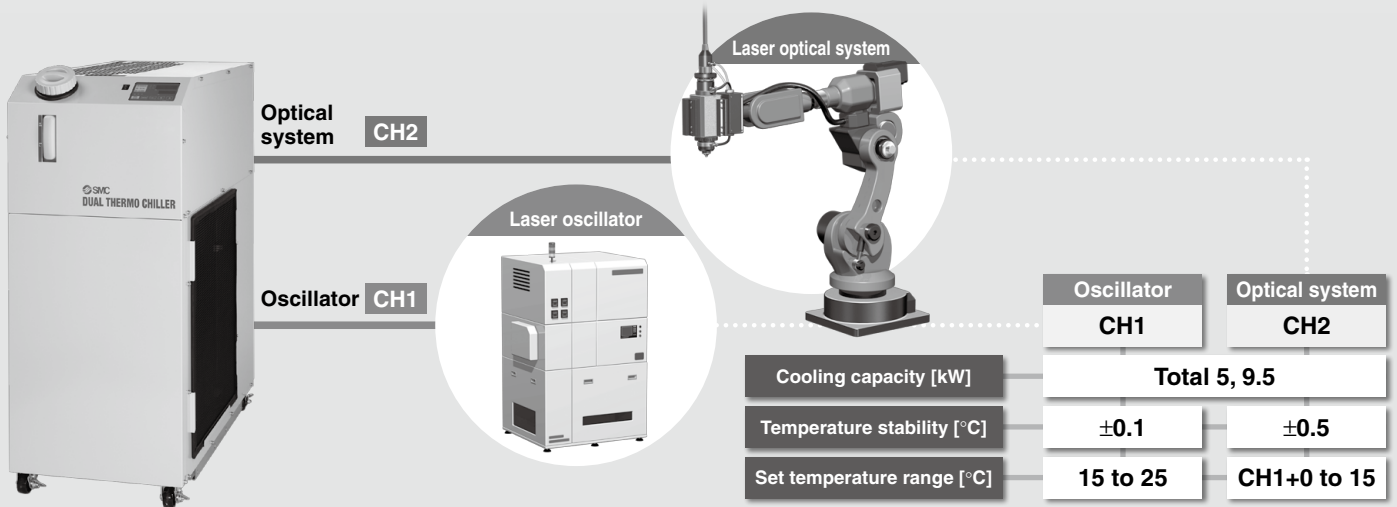 Laser optical system
Optical
system
CH2
SMC
DUAL THERMO CHILLER
Laser oscillator
Oscillator CH1
Oscillator Optical system
CH1 CH2
Cooling capacity [kW] Total 5, 9.5
Temperature stability [°C] ±0.1 ±0.5
Set temperature range [°C] 15 to 25 CH1+0 to 15